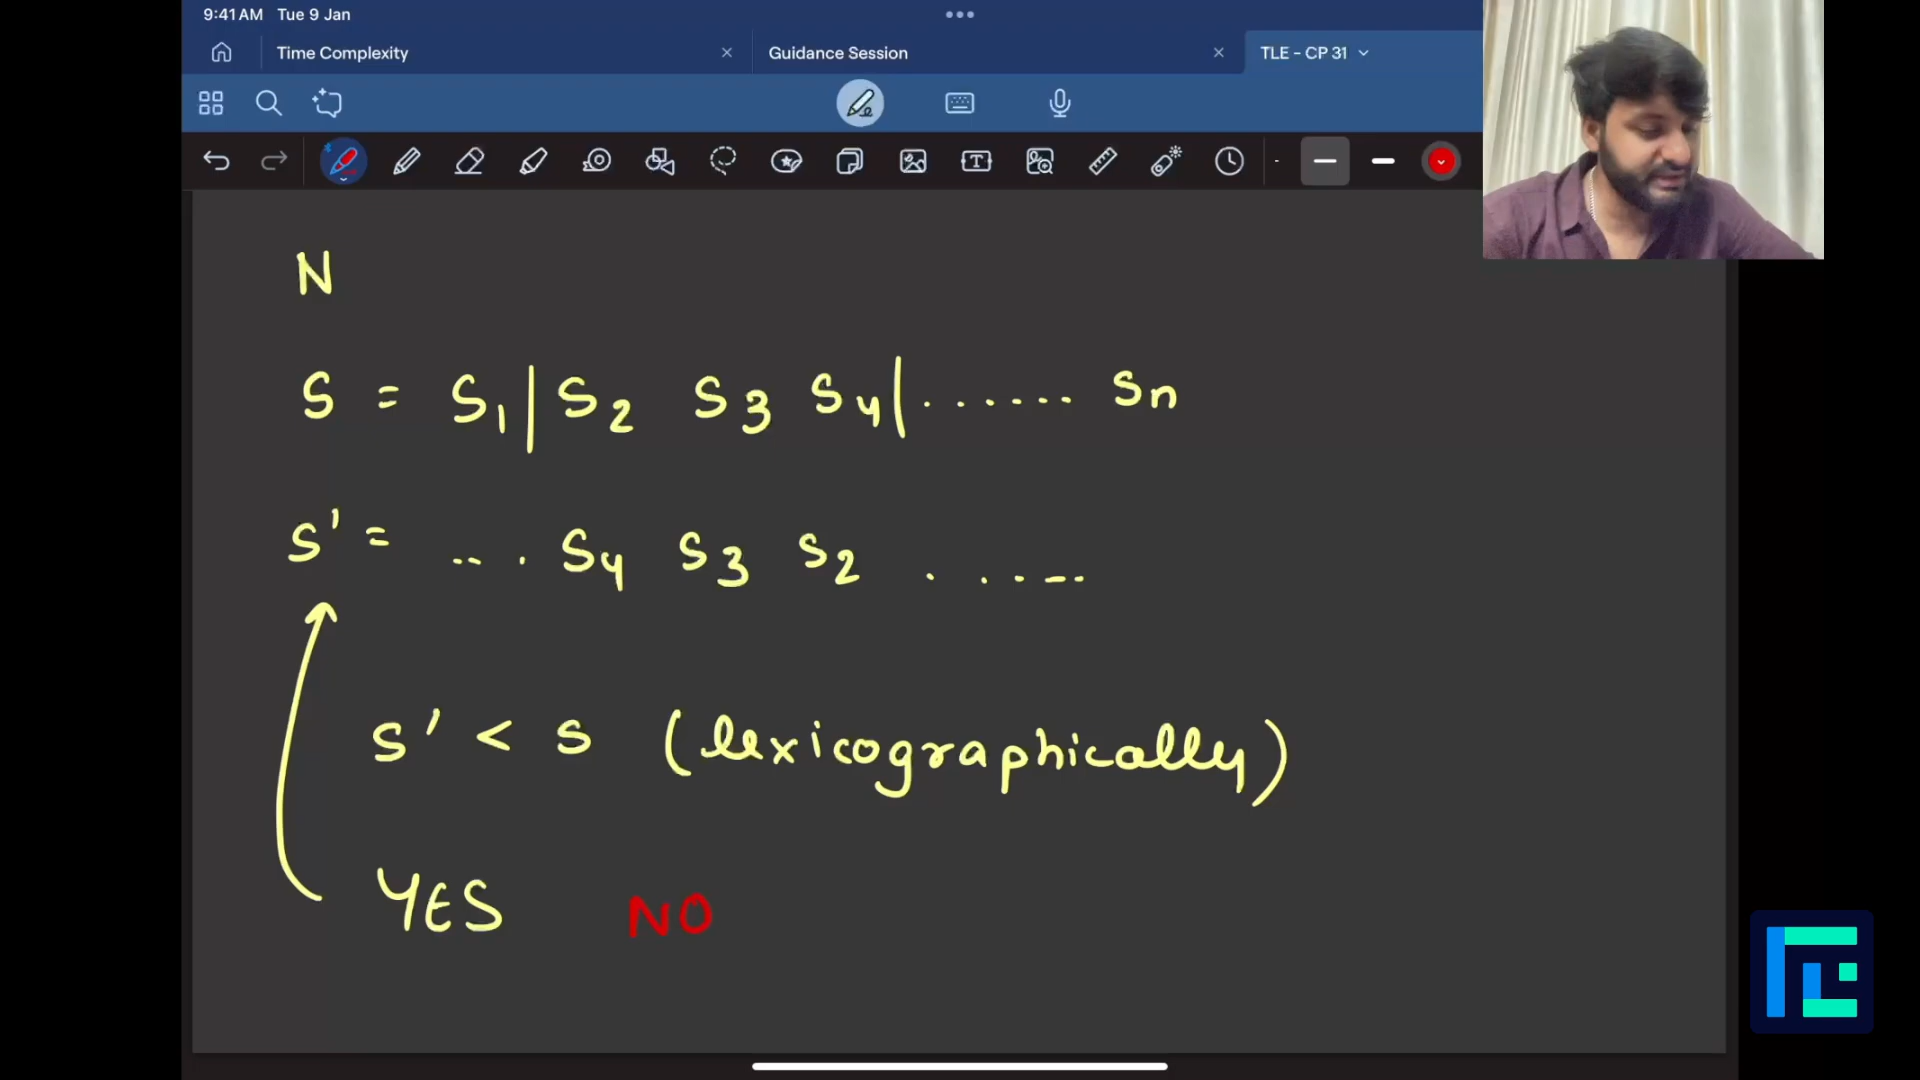 9:41 AM Tue 9 Jan
Time Complexity
Guidance Session
TLE - CP 31
N
S = S1 | S2 S3 S4 | ...... Sn
S' = ... S4 S3 S2 ......
S' < S (lexicographically)
YES NO